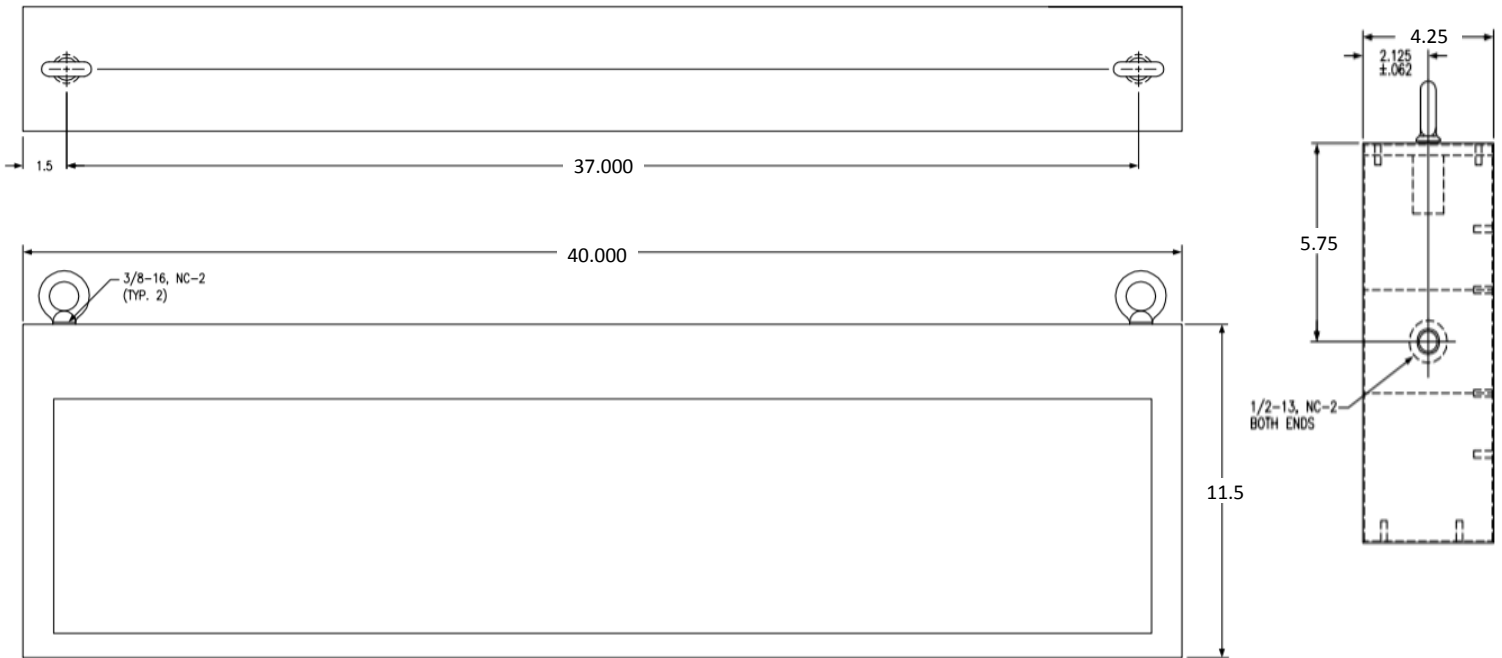 1.5
37.000
40.000
3/8-16, NC-2
(TYP. 2)
11.5
4.25
2.125
±.062
5.75
1/2-13, NC-2
BOTH ENDS